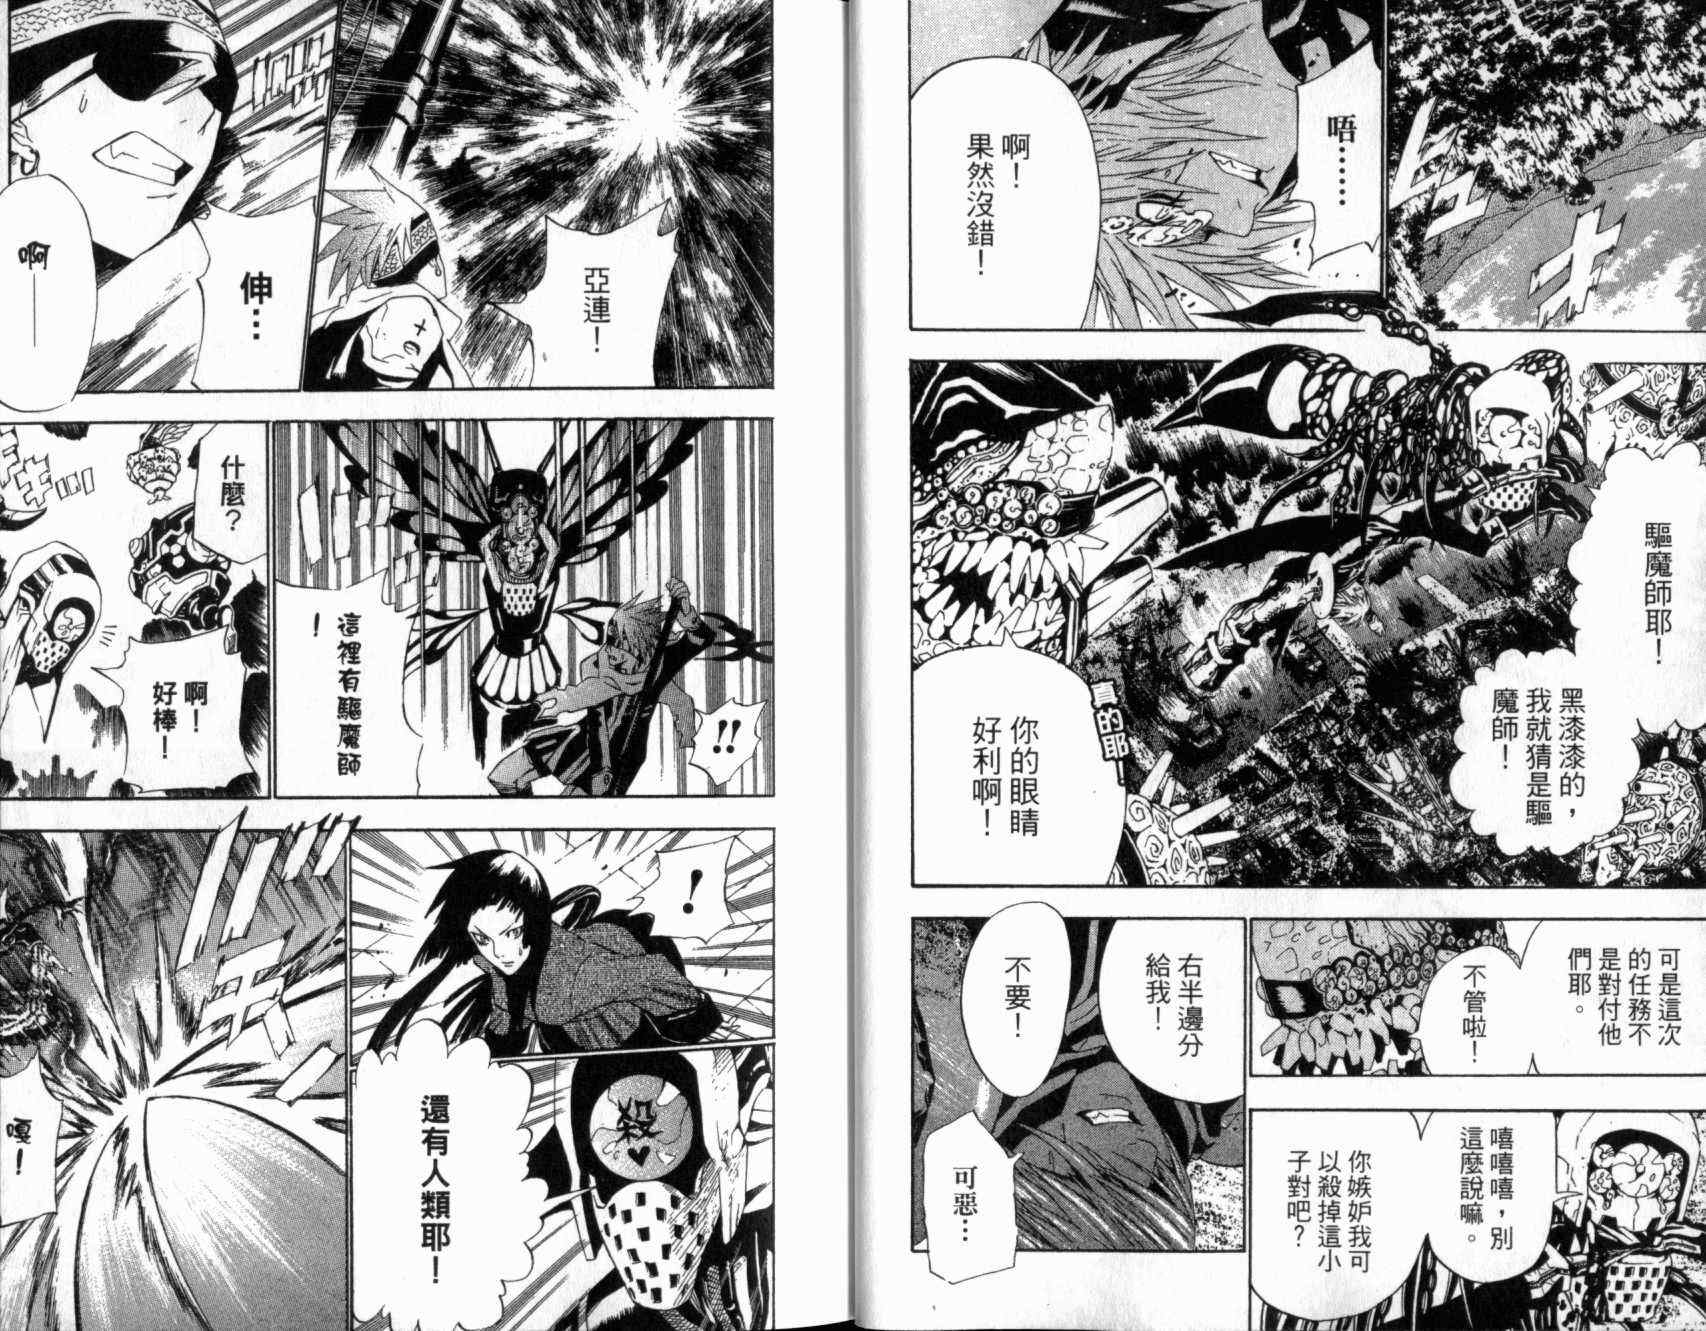 唔……
啊！
果然沒錯！
驅魔師耶！
黑漆漆的，
我就猜是驅
魔師！
真的耶！
你的眼睛
好利啊！
可是這次
的任務不
是對付他
們耶。
不管啦！
右半邊分
給我！
不要！
嘻嘻嘻，別
這麼說嘛。
你嫉妒我可
以殺掉這小
子對吧？
可惡…
亞連！
伸…
啊——
！！
這裡有驅魔師
！
什麼？
啊！
好棒！
！
殺
還有人類耶！
嘎！